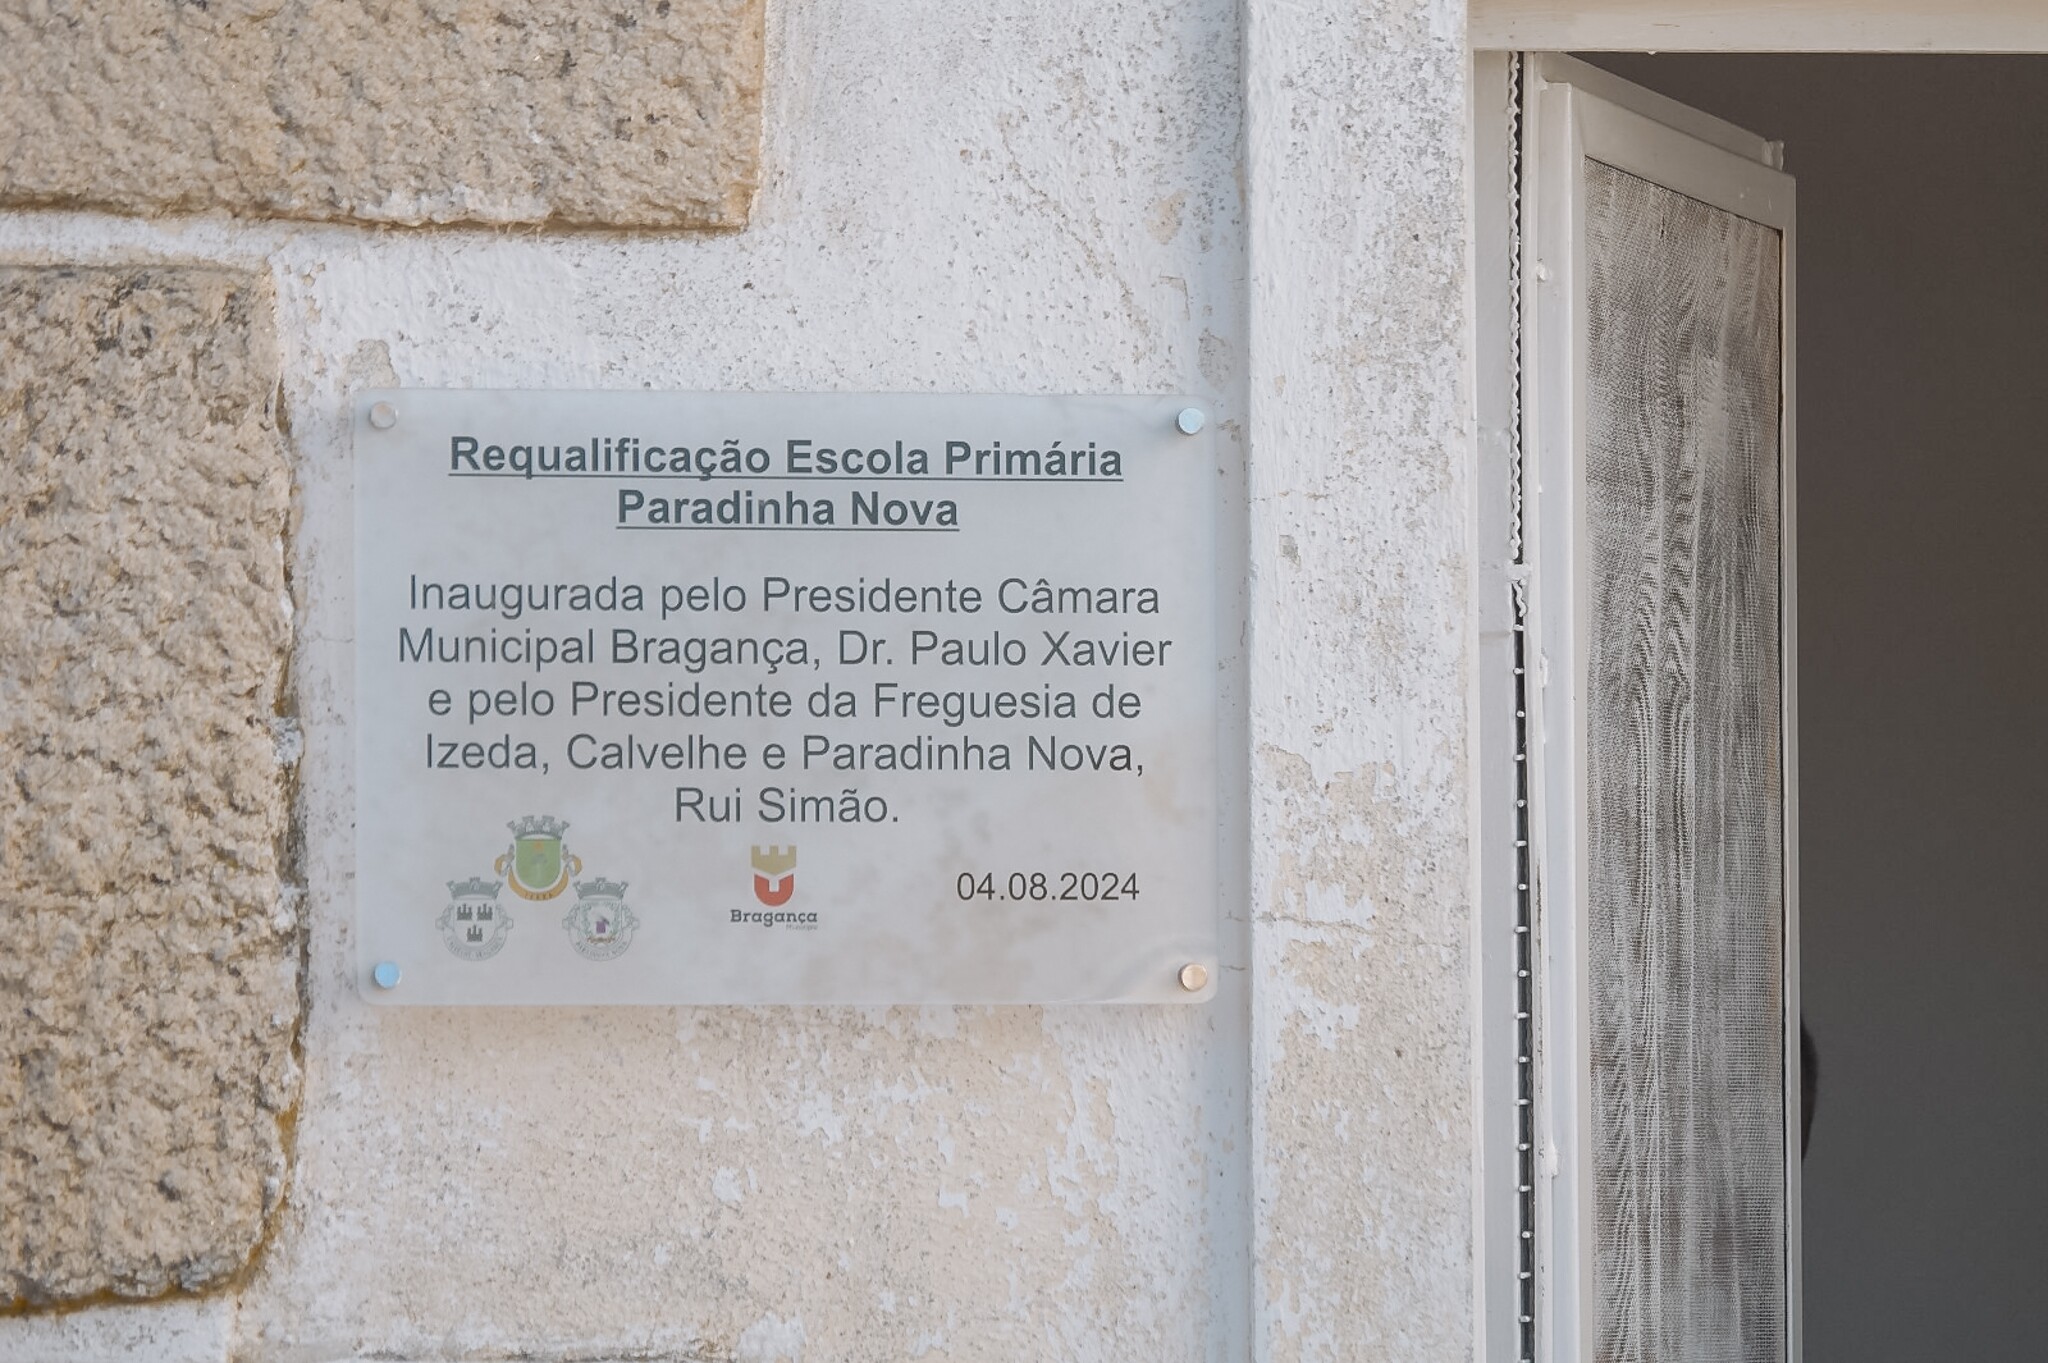 Requalificação Escola Primária
Paradinha Nova
Inaugurada pelo Presidente Câmara
Municipal Bragança, Dr. Paulo Xavier
e pelo Presidente da Freguesia de
Izeda, Calvelhe e Paradinha Nova,
Rui Simão.
Bragança
Município
04.08.2024